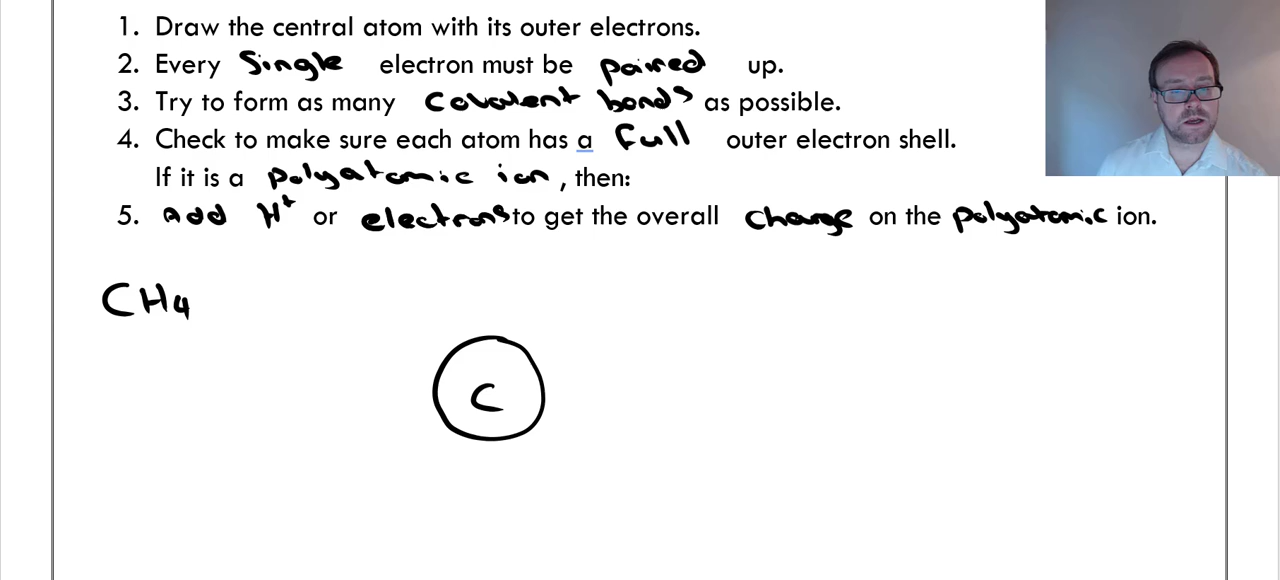 1. Draw the central atom with its outer electrons.
2. Every Single electron must be paired up.
3. Try to form as many Covalent bonds as possible.
4. Check to make sure each atom has a Full outer electron shell.
If it is a polyatomic ion, then:
5. Add H+ or electrons to get the overall Charge on the polyatomic ion.
CH4
C